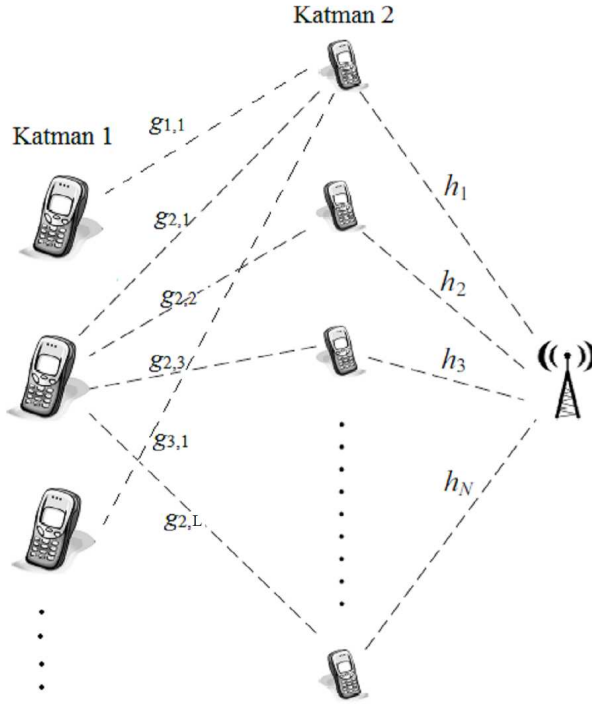 Katman 2
Katman 1
g1,1
h1
g2,1
h2
g2,2
g2,3
h3
g3,1
hN
g2,L